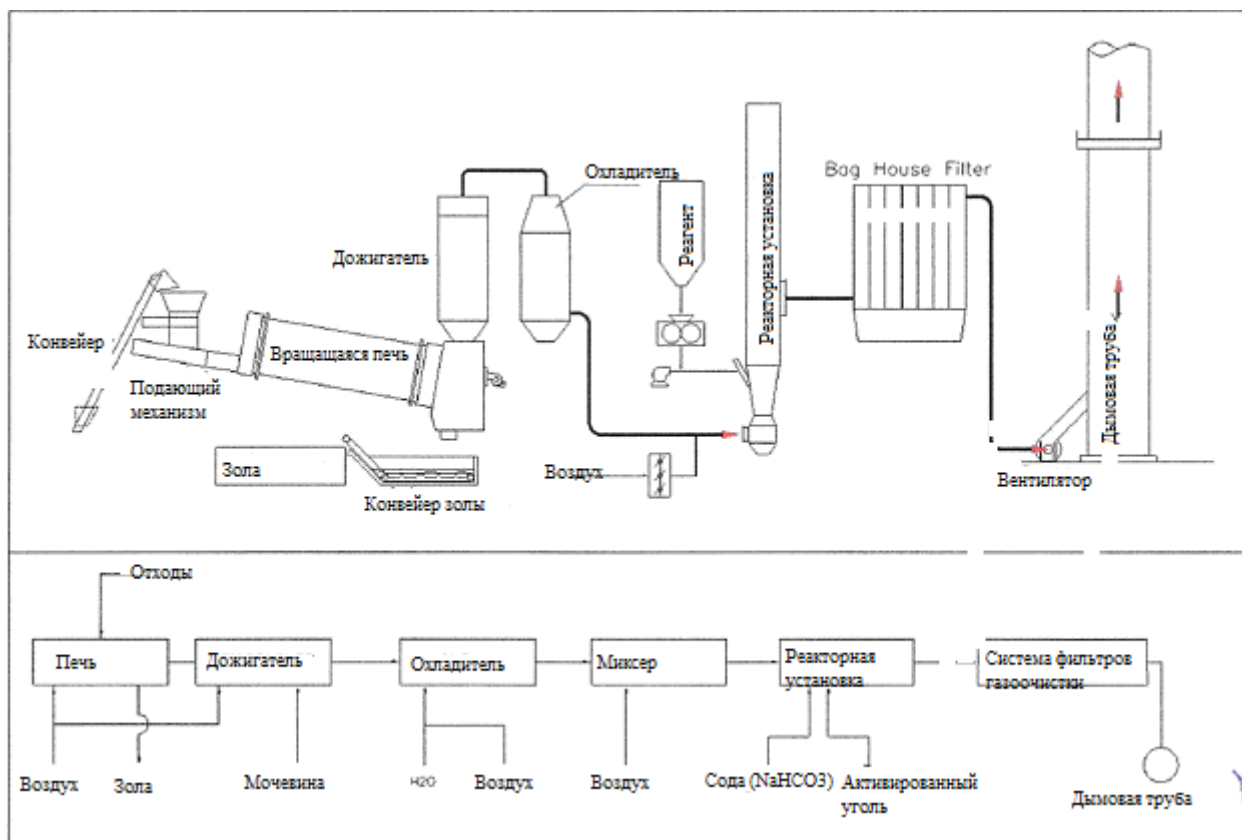 Охладитель
Bag House Filter
Реагент
Реакторная установка
Дожигатель
Конвейер
Вращащаяся печь
Подающий
механизм
Дымовая труба
Зола
Воздух
Конвейер золы
Вентилятор
Отходы
Печь
Дожигатель
Охладитель
Миксер
Реакторная
установка
Система фильтров
газоочистки
Воздух
Зола
Мочевина
H2O
Воздух
Воздух
Сода (NaHCO3)
Активированный
уголь
Дымовая труба